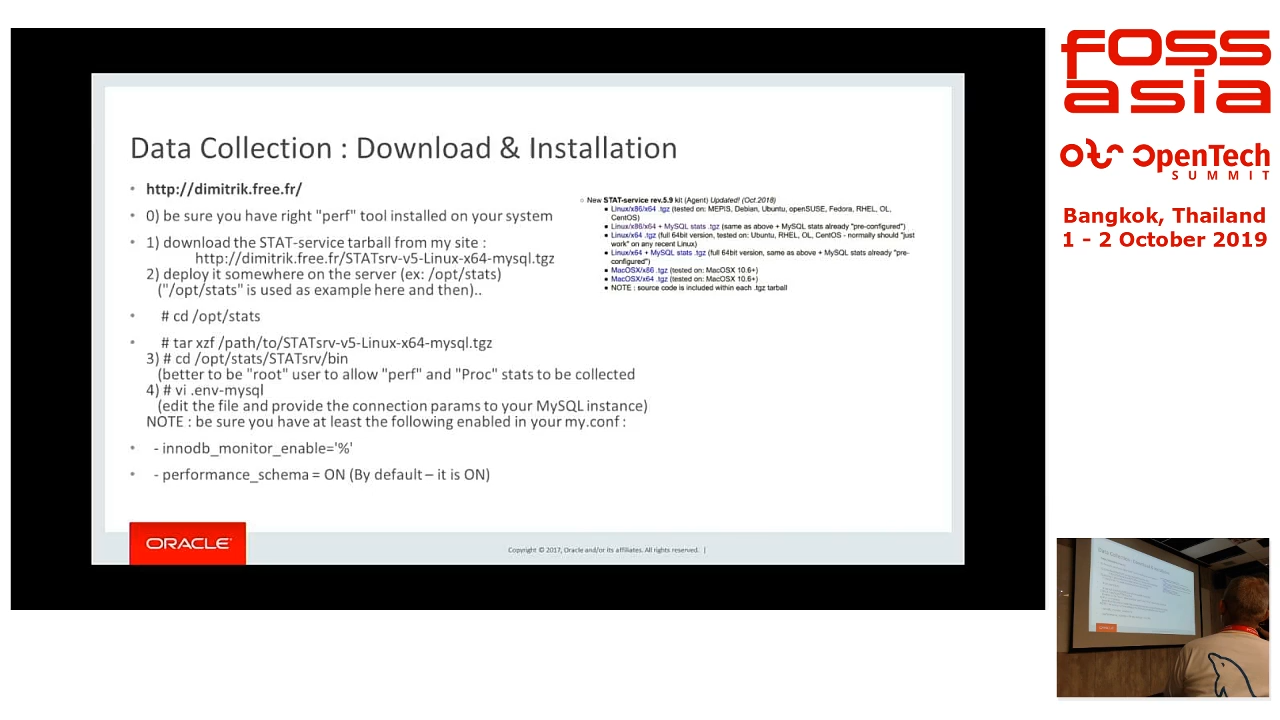 Data Collection : Download & Installation
• http://dimitrik.free.fr/
• 0) be sure you have right "perf" tool installed on your system
• 1) download the STAT-service tarball from my site :
http://dimitrik.free.fr/STATsrv-v5-Linux-x64-mysql.tgz
2) deploy it somewhere on the server (ex: /opt/stats)
("/opt/stats" is used as example here and then)..
• # cd /opt/stats
• # tar xzf /path/to/STATsrv-v5-Linux-x64-mysql.tgz
3) # cd /opt/stats/STATsrv/bin
(better to be "root" user to allow "perf" and "Proc" stats to be collected
4) # vi .env-mysql
(edit the file and provide the connection params to your MySQL instance)
NOTE : be sure you have at least the following enabled in your my.conf :
• - innodb_monitor_enable='%'
• - performance_schema = ON (By default – it is ON)
○ New STAT-service rev.5.9 kit (Agent) Updated! (Oct.2018)
■ Linux/x86/x64 .tgz (tested on: MEPIS, Debian, Ubuntu, openSUSE, Fedora, RHEL, OL,
CentOS)
■ Linux/x86/x64 + MySQL stats .tgz (same as above + MySQL stats already "pre-configured")
■ Linux/x64 .tgz (full 64bit version, tested on: Ubuntu, RHEL, OL, CentOS - normally should "just
work" on any recent Linux)
■ Linux/x64 + MySQL stats .tgz (full 64bit version, same as above + MySQL stats already "pre-
configured")
■ MacOSX/x86 .tgz (tested on: MacOSX 10.6+)
■ MacOSX/x64 .tgz (tested on: MacOSX 10.6+)
■ NOTE : source code is included within each .tgz tarball
ORACLE
Copyright © 2017, Oracle and/or its affiliates. All rights reserved. |
foss
asia
OpenTech
SUMMIT
Bangkok, Thailand
1 - 2 October 2019